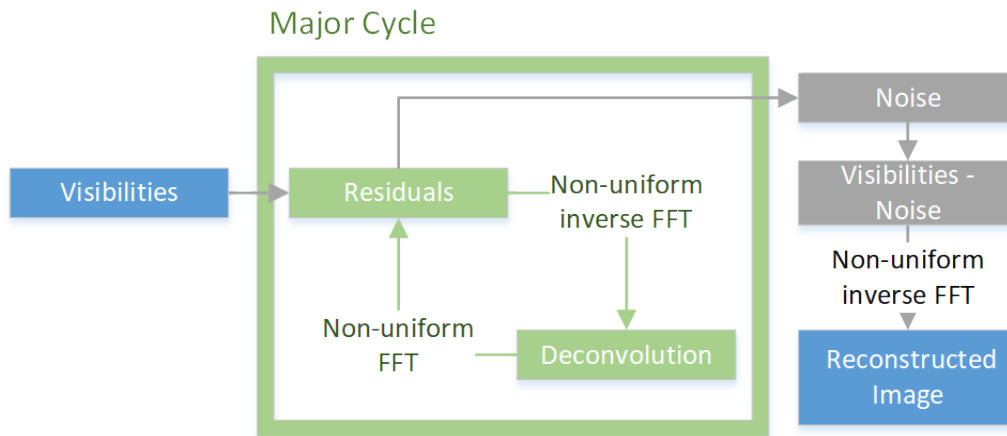 Major Cycle
Noise
Visibilities
Residuals
Non-uniform
inverse FFT
Visibilities -
Noise
Non-uniform
inverse FFT
Non-uniform
FFT
Deconvolution
Reconstructed
Image